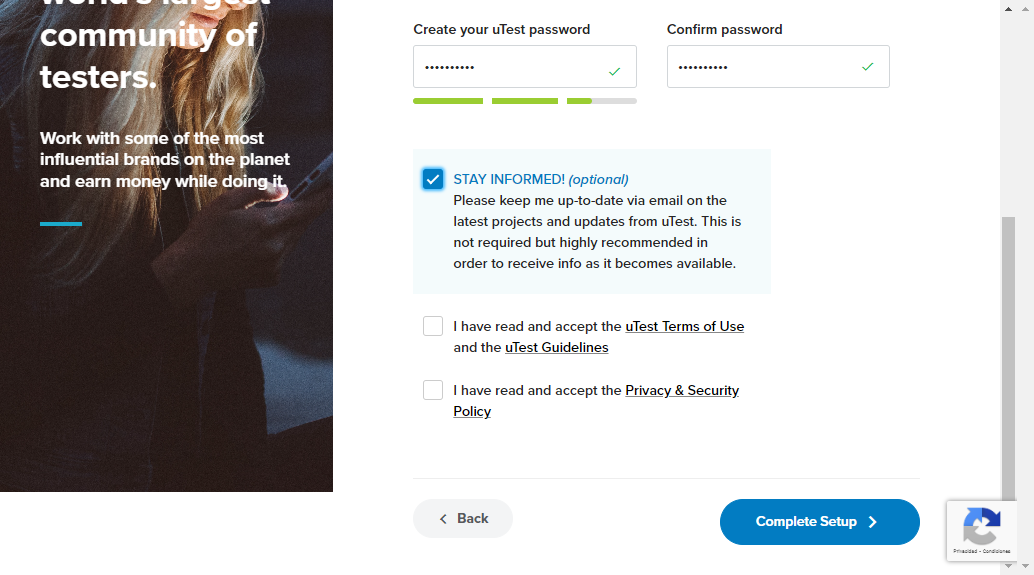 world's largest
community of
testers.
Work with some of the most
influential brands on the planet
and earn money while doing it.
Create your uTest password
Confirm password
••••••••••
••••••••••
STAY INFORMED! (optional)
Please keep me up-to-date via email on the
latest projects and updates from uTest. This is
not required but highly recommended in
order to receive info as it becomes available.
I have read and accept the uTest Terms of Use
and the uTest Guidelines
I have read and accept the Privacy & Security
Policy
Back
Complete Setup
Privacidad - Condiciones